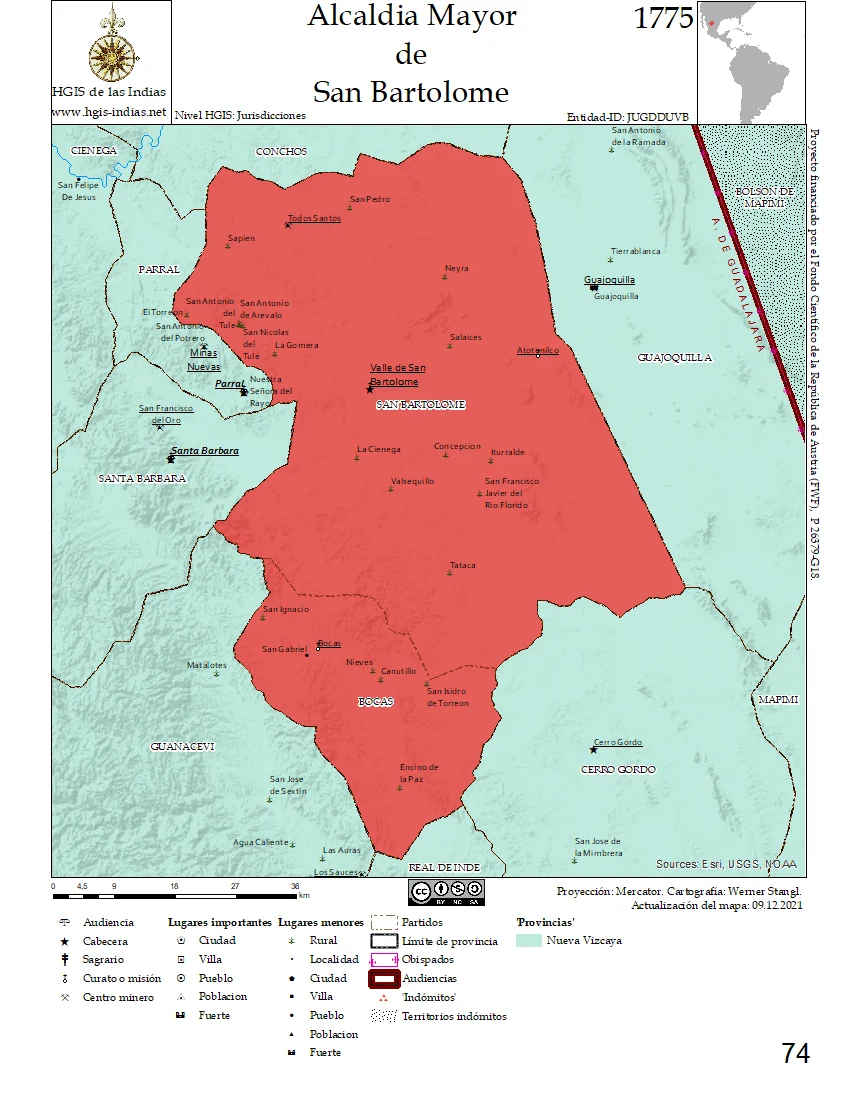 Alcaldia Mayor
de
San Bartolome
1775
HGIS de las Indias
www.hgis-indias.net
Nivel HGIS: Jurisdicciones
Entidad-ID: JUGDDUVB
CIENEGA
CONCHOS
San Antonio
de la Ramada
San Felipe
De Jesus
BOLSON DE
MAPIMI
San Pedro
Todos Santos
Sapien
A. DE GUADALAJARA
Tierrablanca
PARRAL
Neyra
Guajoquilla
Guajoquilla
El Torreon
San Antonio
del
Tule
San Antonio
de Arevalo
San Antonio
del Potrero
San Nicolas
del
Tule
La Gomera
Salaices
Atotonilco
GUAJOQUILLA
Minas
Nuevas
Valle de San
Bartolome
Parral
Nuestra
Señora del
Rayo
SAN BARTOLOME
San Francisco
del Oro
Santa Barbara
SANTA BARBARA
La Cienega
Concepcion
Iturralde
Valsequillo
San Francisco
Javier del
Rio Florido
Tataca
San Ignacio
San Gabriel
Bocas
Matalotes
Nieves
Canutillo
San Isidro
de Torreon
BOCAS
MAPIMI
GUANACEVI
Cerro Gordo
CERRO GORDO
Encino de
la Paz
San Jose
de Sextin
Agua Caliente
Las Auras
Los Sauces
REAL DE INDE
San Jose de
la Mimbrera
Sources: Esri, USGS, NOAA
Proyecto financiado por el Fondo Científico de la República de Austria (FWF), P 26379-G18.
0 4,5 9 18 27 36
km
CC BY NC SA
Proyección: Mercator. Cartografía: Werner Stangl.
Actualización del mapa: 09.12.2021
Audiencia
Cabecera
Sagrario
Curato o misión
Centro minero
Lugares importantes
Ciudad
Villa
Pueblo
Poblacion
Fuerte
Lugares menores
Rural
Localidad
Ciudad
Villa
Pueblo
Poblacion
Fuerte
Partidos
Límite de provincia
Obispados
Audiencias
'Indómitos'
Territorios indómitos
'Provincias'
Nueva Vizcaya
74